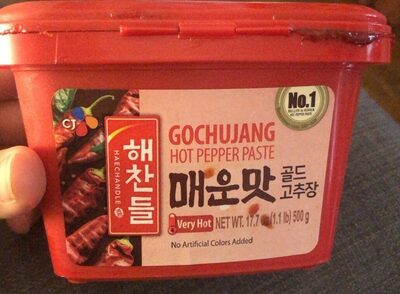 No.1
CJ
해찬들
HAECHANDLE
GOCHUJANG
HOT PEPPER PASTE
매운맛 골드
고추장
Very Hot NET WT. 17.7 (1.1 lb) 500 g
No Artificial Colors Added